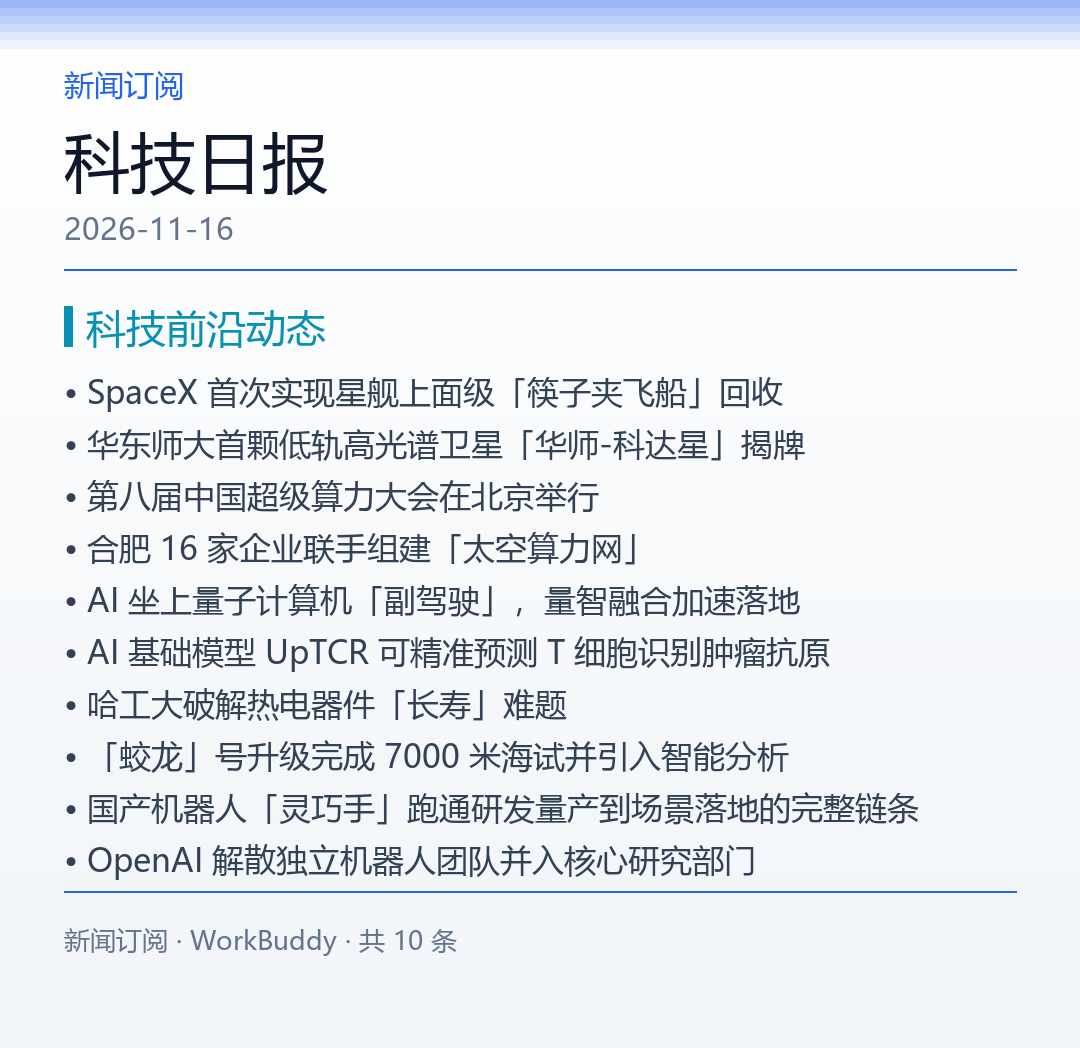 新闻订阅
科技日报
2026-11-16
科技前沿动态
• SpaceX 首次实现星舰上面级「筷子夹飞船」回收
• 华东师大首颗低轨高光谱卫星「华师-科达星」揭牌
• 第八届中国超级算力大会在北京举行
• 合肥 16 家企业联手组建「太空算力网」
• AI 坐上量子计算机「副驾驶」，量智融合加速落地
• AI 基础模型 UpTCR 可精准预测 T 细胞识别肿瘤抗原
• 哈工大破解热电器件「长寿」难题
• 「蛟龙」号升级完成 7000 米海试并引入智能分析
• 国产机器人「灵巧手」跑通研发量产到场景落地的完整链条
• OpenAI 解散独立机器人团队并入核心研究部门
新闻订阅 · WorkBuddy · 共 10 条